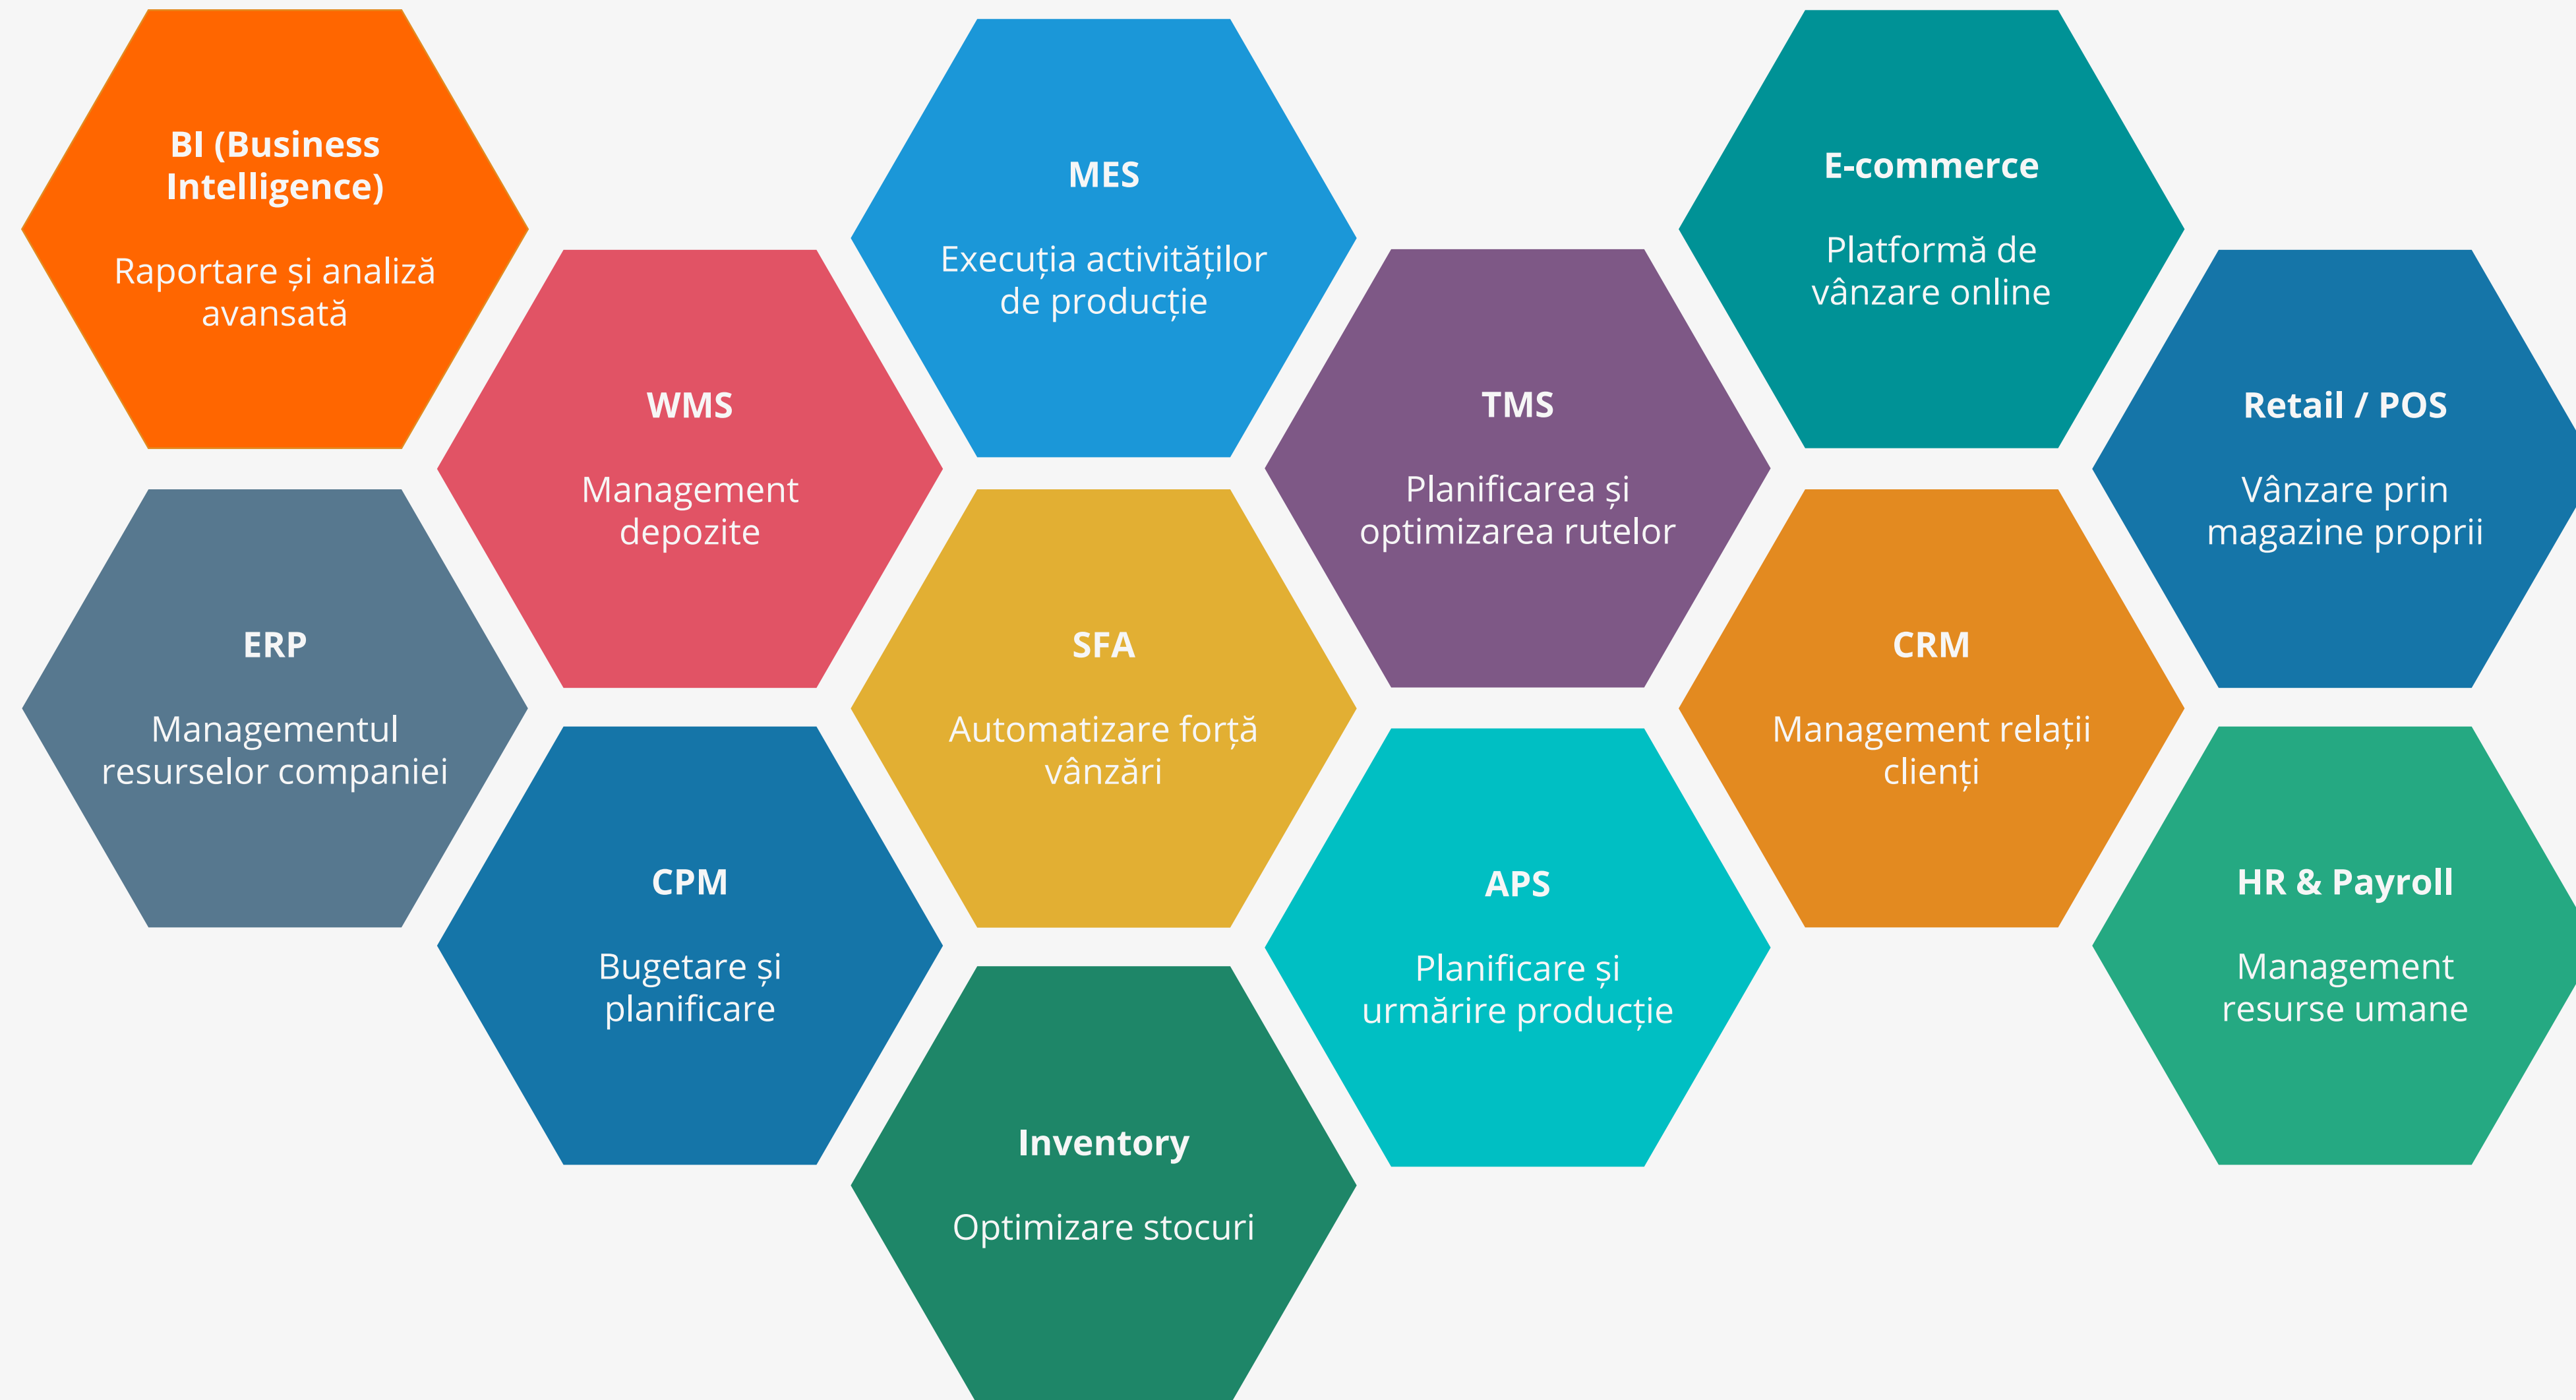 BI (Business
Intelligence)
Raportare și analiză
avansată
MES
Execuția activităților
de producție
E-commerce
Platformă de
vânzare online
WMS
Management
depozite
TMS
Planificarea și
optimizarea rutelor
Retail / POS
Vânzare prin
magazine proprii
ERP
Managementul
resurselor companiei
SFA
Automatizare forță
vânzări
CRM
Management relații
clienți
CPM
Bugetare și
planificare
APS
Planificare și
urmărire producție
HR & Payroll
Management
resurse umane
Inventory
Optimizare stocuri